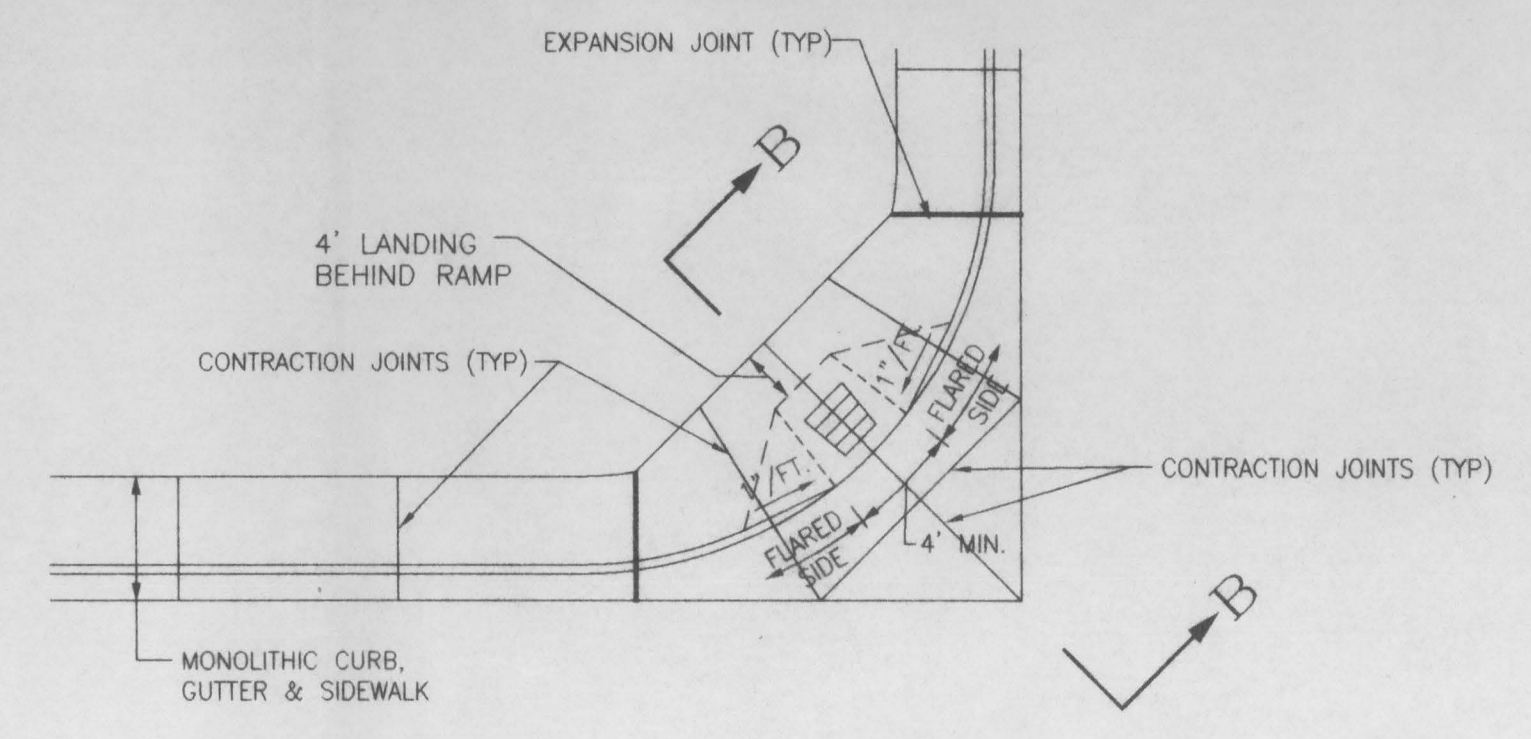 EXPANSION JOINT (TYP)
B
4' LANDING
BEHIND RAMP
CONTRACTION JOINTS (TYP)
1"/FT.
FLARED
SIDE
1"/FT.
CONTRACTION JOINTS (TYP)
FLARED
SIDE
4' MIN.
B
MONOLITHIC CURB,
GUTTER & SIDEWALK